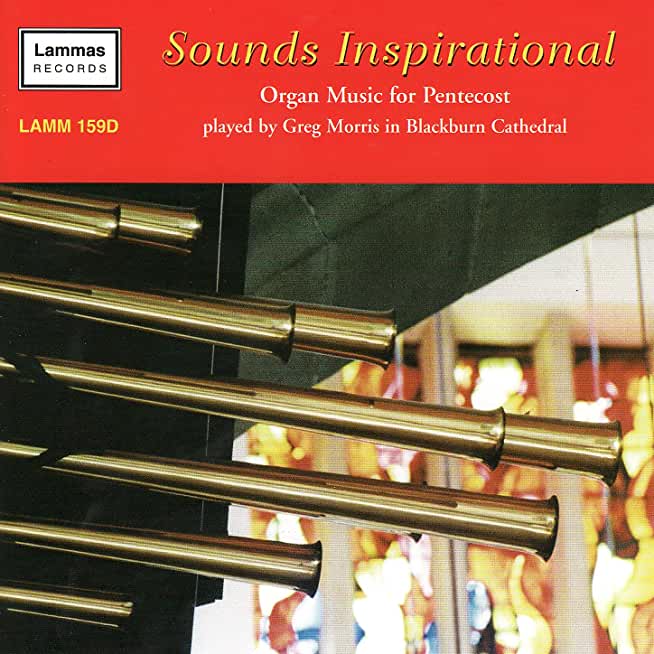 Lammas
RECORDS
LAMM 159D
Sounds Inspirational
Organ Music for Pentecost
played by Greg Morris in Blackburn Cathedral